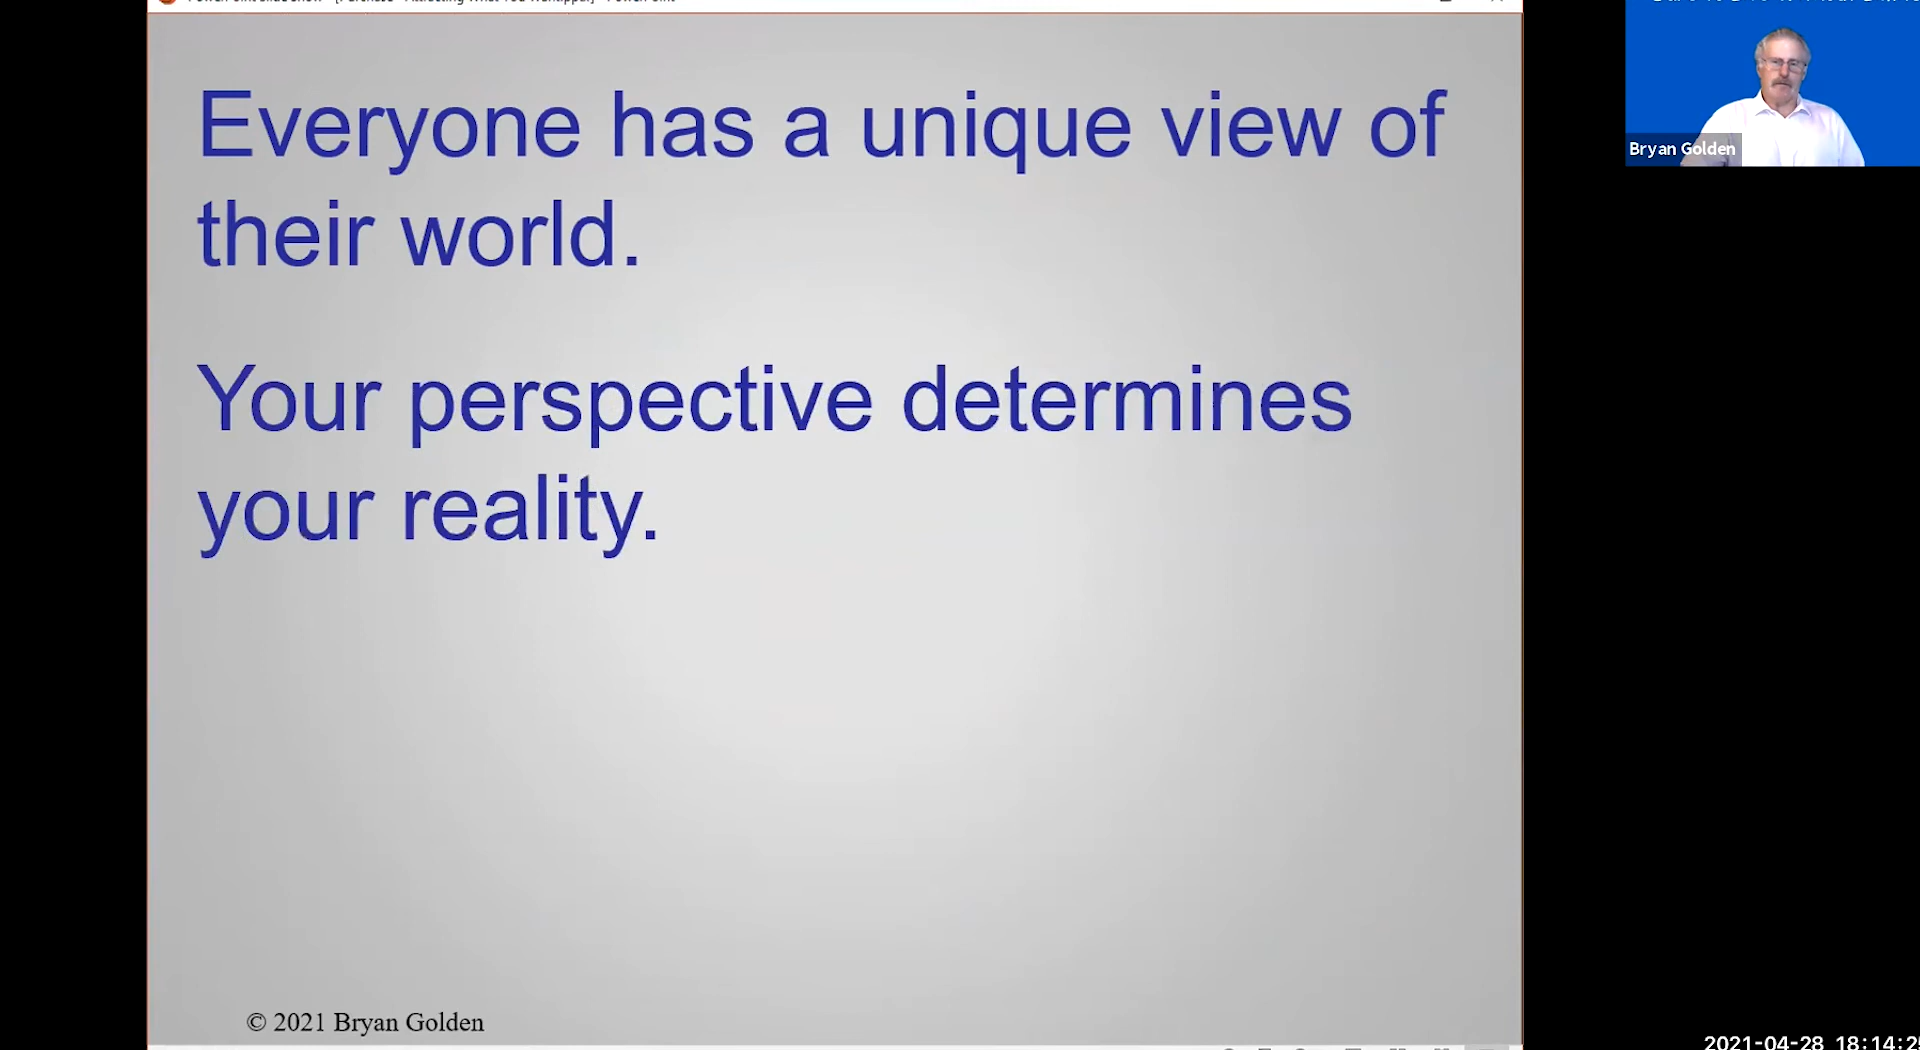 Everyone has a unique view of
their world.
Your perspective determines
your reality.
© 2021 Bryan Golden
Bryan Golden
2021-04-28 18:14:2